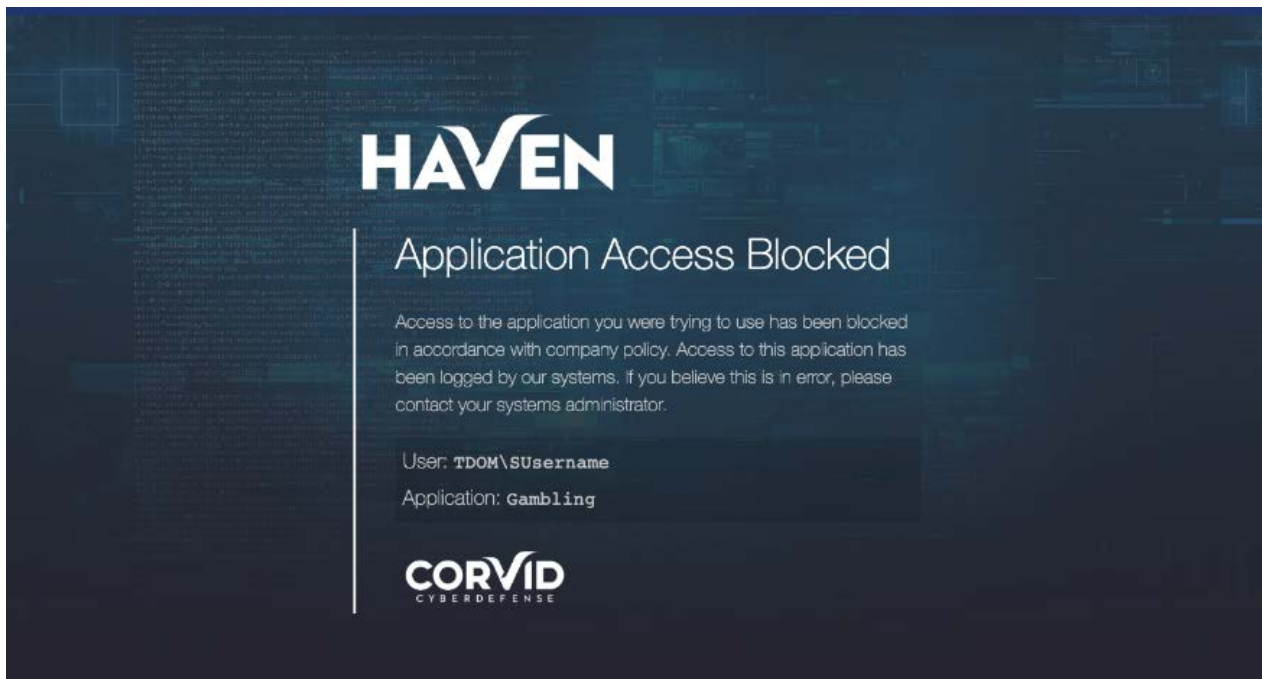 HAVEN
Application Access Blocked
Access to the application you were trying to use has been blocked
in accordance with company policy. Access to this application has
been logged by our systems. If you believe this is in error, please
contact your systems administrator.
User: TDOM\SUsername
Application: Gambling
CORVID
CYBERDEFENSE